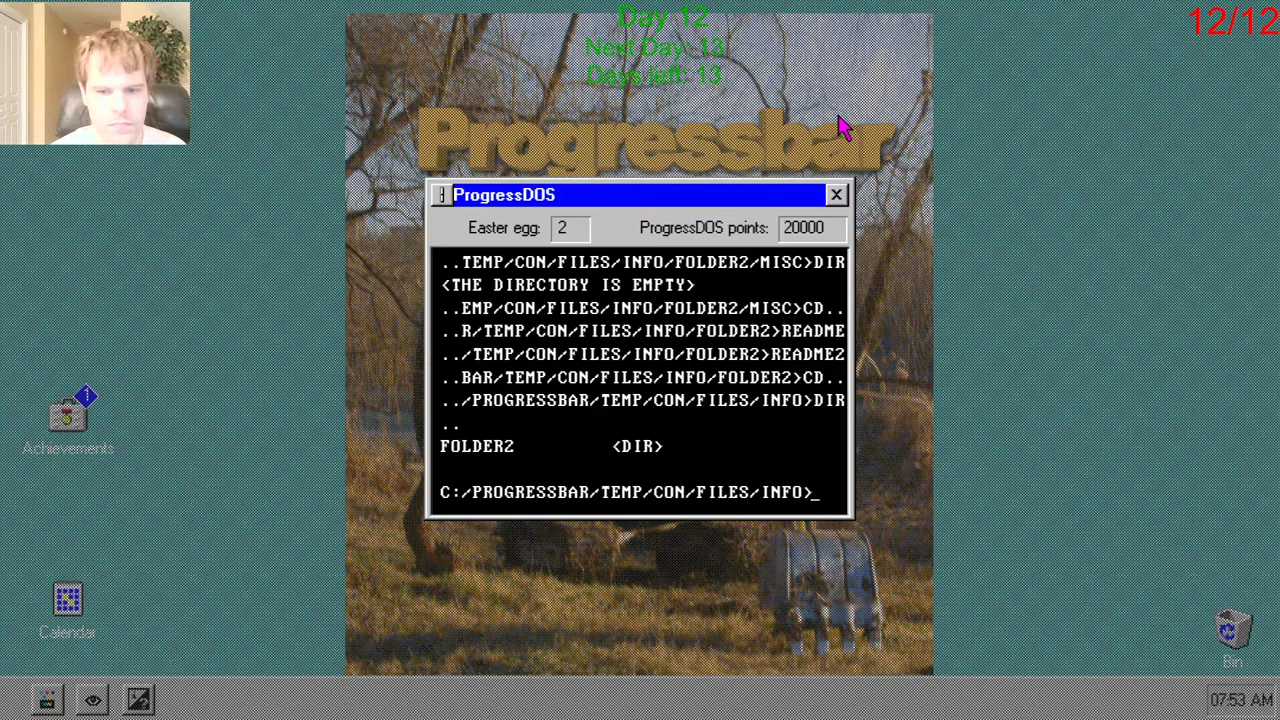 Day 12
Next Day: 13
Days left: 13
12/12
Progressbar
ProgressDOS
Easter egg: 2 ProgressDOS points: 20000
..TEMP/CON/FILES/INFO/FOLDER2/MISC>DIR
<THE DIRECTORY IS EMPTY>
..EMP/CON/FILES/INFO/FOLDER2/MISC>CD..
..R/TEMP/CON/FILES/INFO/FOLDER2>README
../TEMP/CON/FILES/INFO/FOLDER2>README2
..BAR/TEMP/CON/FILES/INFO/FOLDER2>CD..
../PROGRESSBAR/TEMP/CON/FILES/INFO>DIR
..
FOLDER2 <DIR>
C:/PROGRESSBAR/TEMP/CON/FILES/INFO>_
1
Achievements
Calendar
Bin
07:53 AM